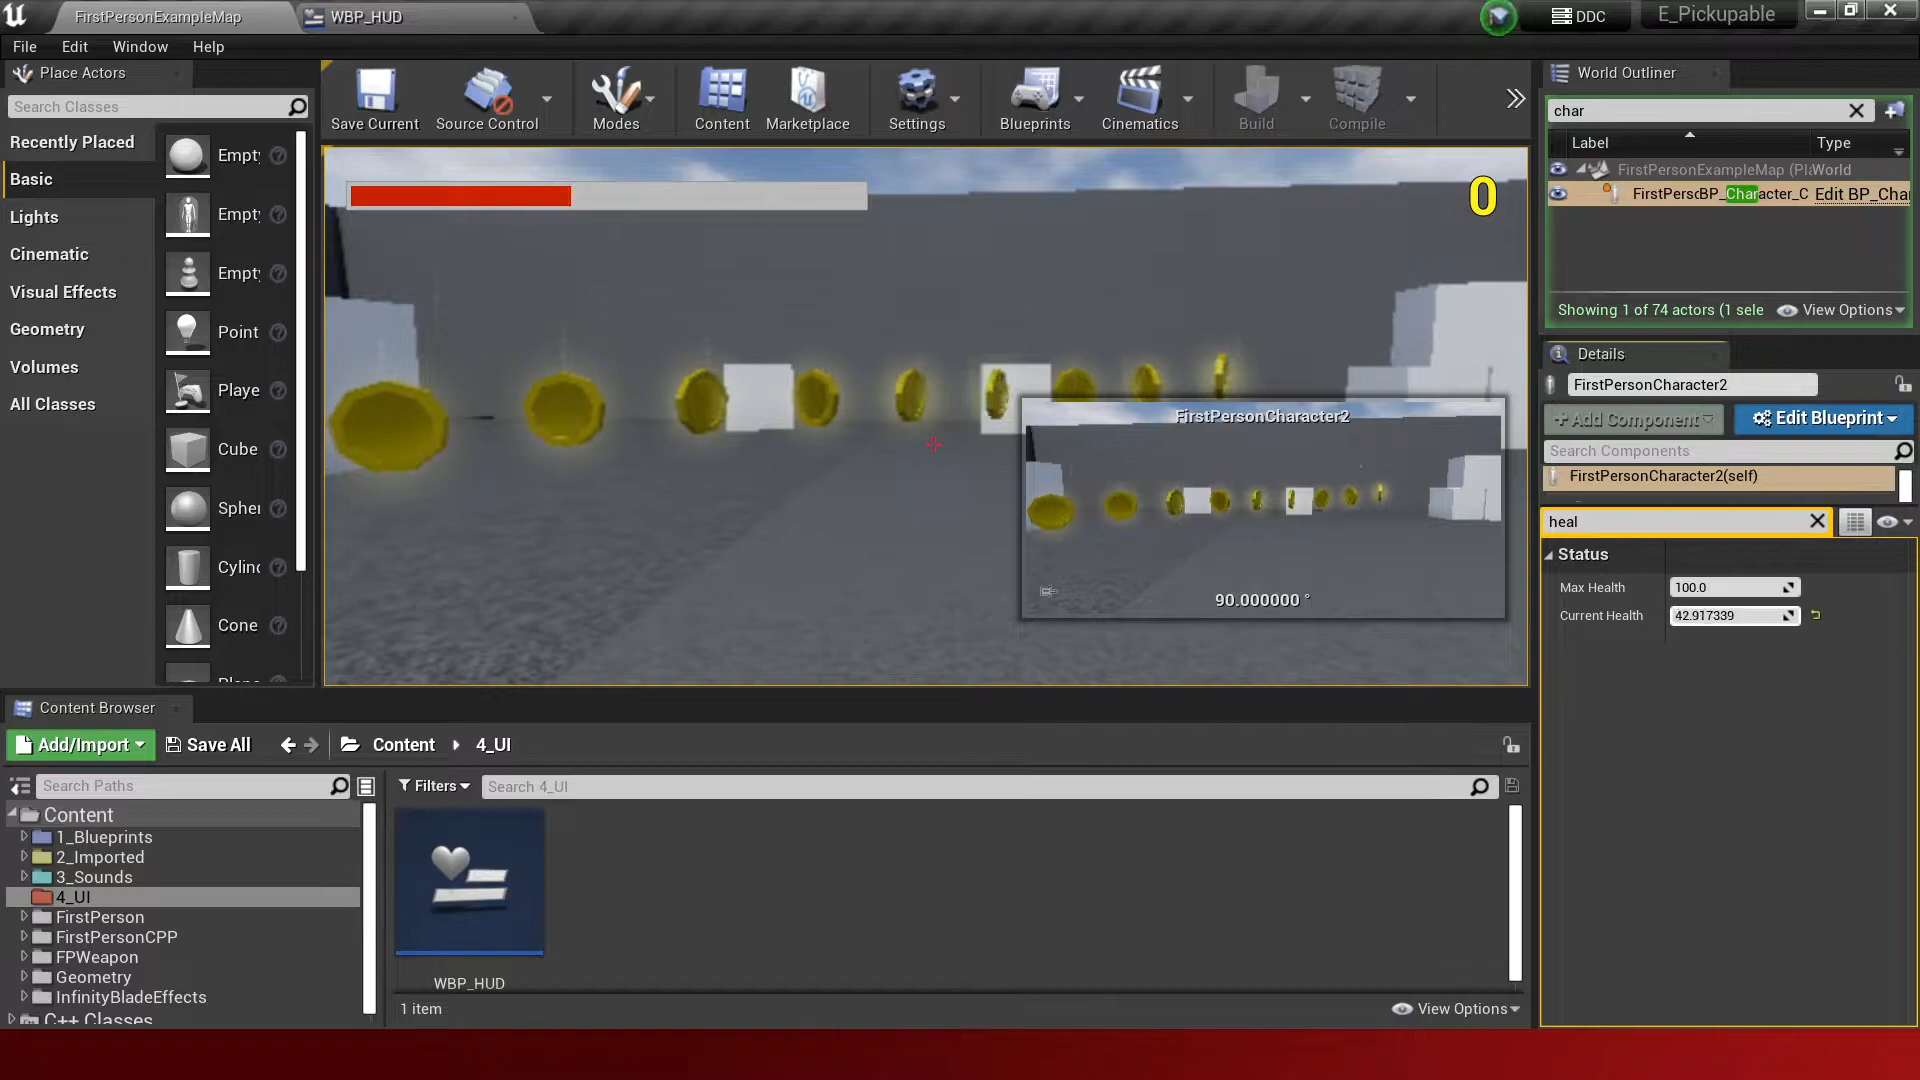 FirstPersonExampleMap
WBP_HUD
DDC
E_Pickupable
File Edit Window Help
Place Actors
Search Classes
Recently Placed
Basic
Lights
Cinematic
Visual Effects
Geometry
Volumes
All Classes
Empty
Empty
Empty
Point
Playe
Cube
Spher
Cylind
Cone
Plane
Save Current
Source Control
Modes
Content
Marketplace
Settings
Blueprints
Cinematics
Build
Compile
0
FirstPersonCharacter2
90.000000 °
World Outliner
char
Label Type
FirstPersonExampleMap (Pl World
FirstPersc BP_Character_C Edit BP_Char
Showing 1 of 74 actors (1 sele View Options
Details
FirstPersonCharacter2
+Add Component Edit Blueprint
Search Components
FirstPersonCharacter2(self)
heal
Status
Max Health 100.0
Current Health 42.917339
Content Browser
Add/Import Save All Content 4_UI
Search Paths
Filters Search 4_UI
Content
1_Blueprints
2_Imported
3_Sounds
4_UI
FirstPerson
FirstPersonCPP
FPWeapon
Geometry
InfinityBladeEffects
C++ Classes
WBP_HUD
1 item View Options